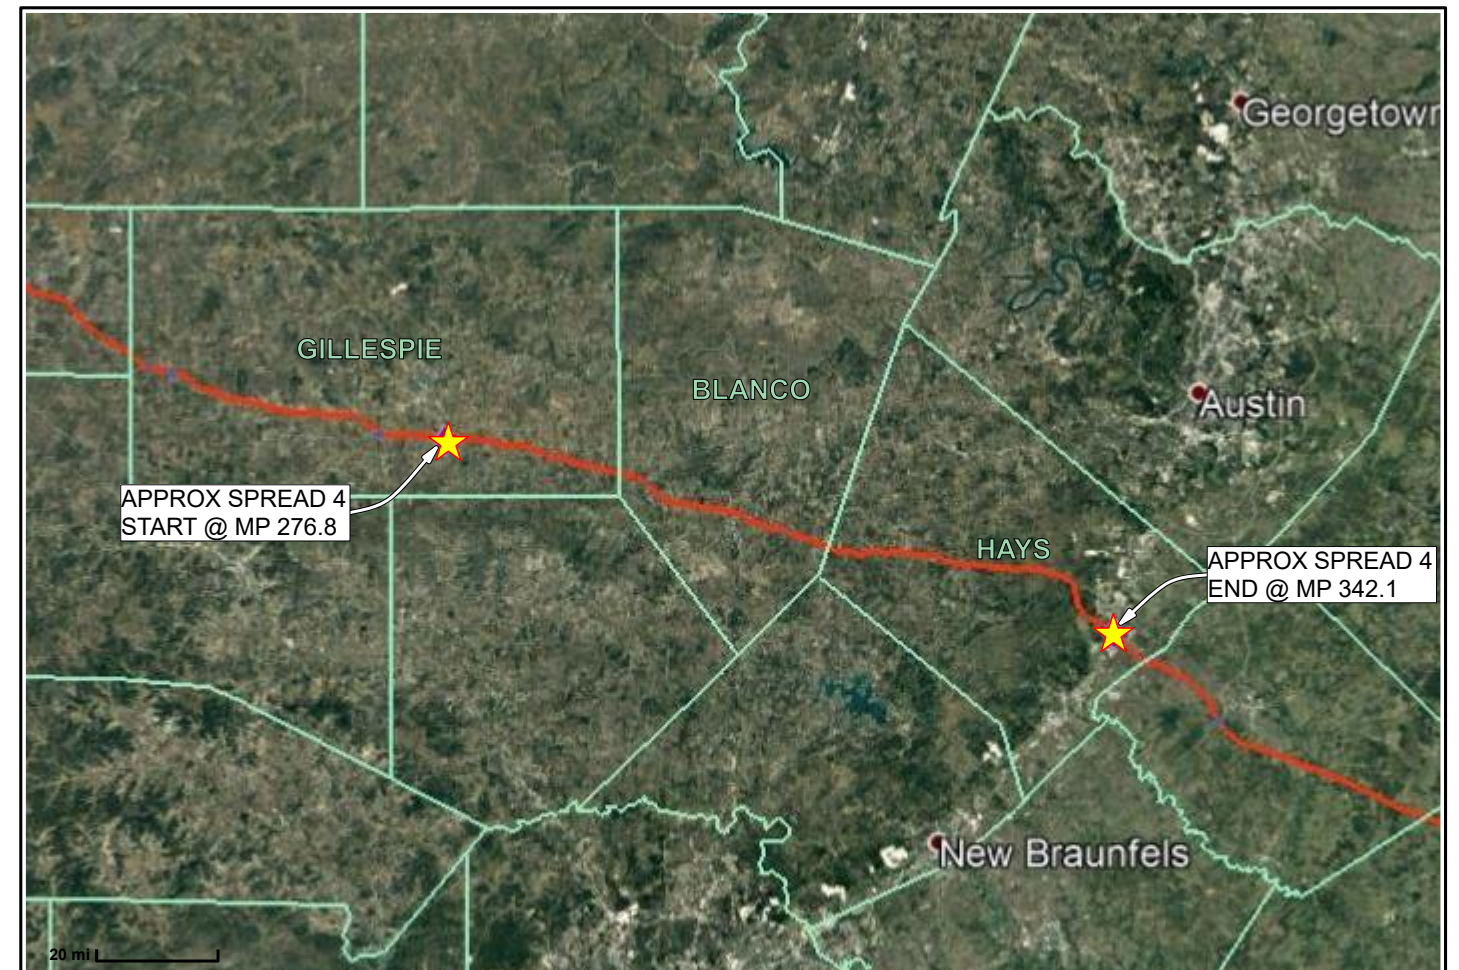 Georgetown
GILLESPIE
BLANCO
Austin
APPROX SPREAD 4
START @ MP 276.8
HAYS
APPROX SPREAD 4
END @ MP 342.1
New Braunfels
20 mi